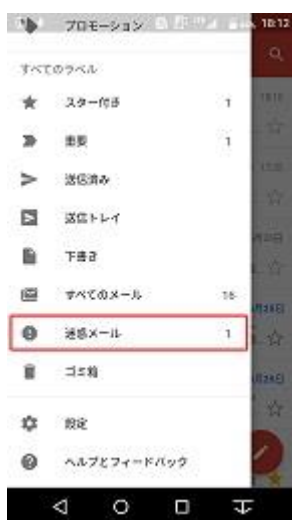 プロモーション
10:12
すべてのラベル
スター付き 1
重要 1
送信済み
送信トレイ
下書き
すべてのメール 16
迷惑メール 1
ゴミ箱
設定
ヘルプとフィードバック